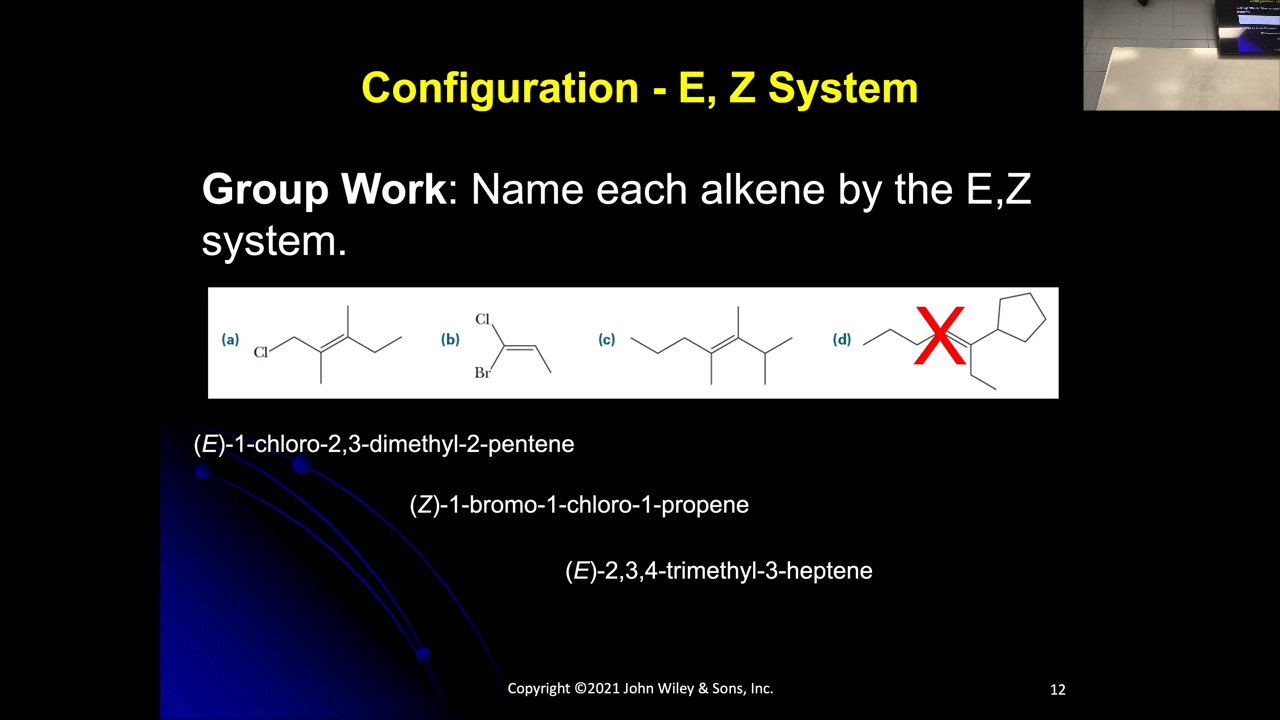 Configuration - E, Z System
Group Work: Name each alkene by the E,Z
system.
(a) Cl
(b) Cl Br
(c)
(d) X
(E)-1-chloro-2,3-dimethyl-2-pentene
(Z)-1-bromo-1-chloro-1-propene
(E)-2,3,4-trimethyl-3-heptene
Copyright ©2021 John Wiley & Sons, Inc.
12